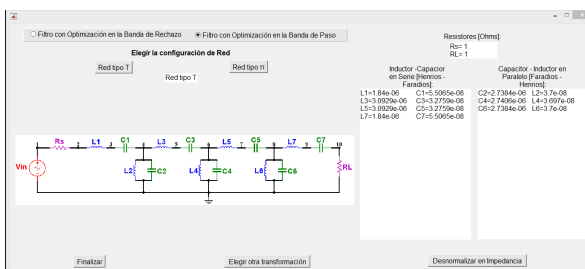 Filtro con Optimización en la Banda de Rechazo Filtro con Optimización en la Banda de Paso
Elegir la configuración de Red
Red tipo T Red tipo π
Red tipo T
Resistores [Ohms]:
Rs= 1
RL= 1
Inductor -Capacior
en Serie [Henrios -
Faradios]:
L1=1.84e-06 C1=5.5065e-08
L3=3.0929e-06 C3=3.2759e-08
L5=3.0929e-06 C5=3.2759e-08
L7=1.84e-06 C7=5.5065e-08
Capacitor - Inductor en
Paralelo [Faradios -
Henrios]:
C2=2.7384e-06 L2=3.7e-08
C4=2.7406e-06 L4=3.697e-08
C6=2.7384e-06 L6=3.7e-08
1 Rs 2 L1 3 C1 4 L3 5 C3 6 L5 7 C5 8 L7 9 C7 10
Vin L2 C2 L4 C4 L6 C6 RL
Finalizar Elegir otra transformación Desnormalizar en Impedancia